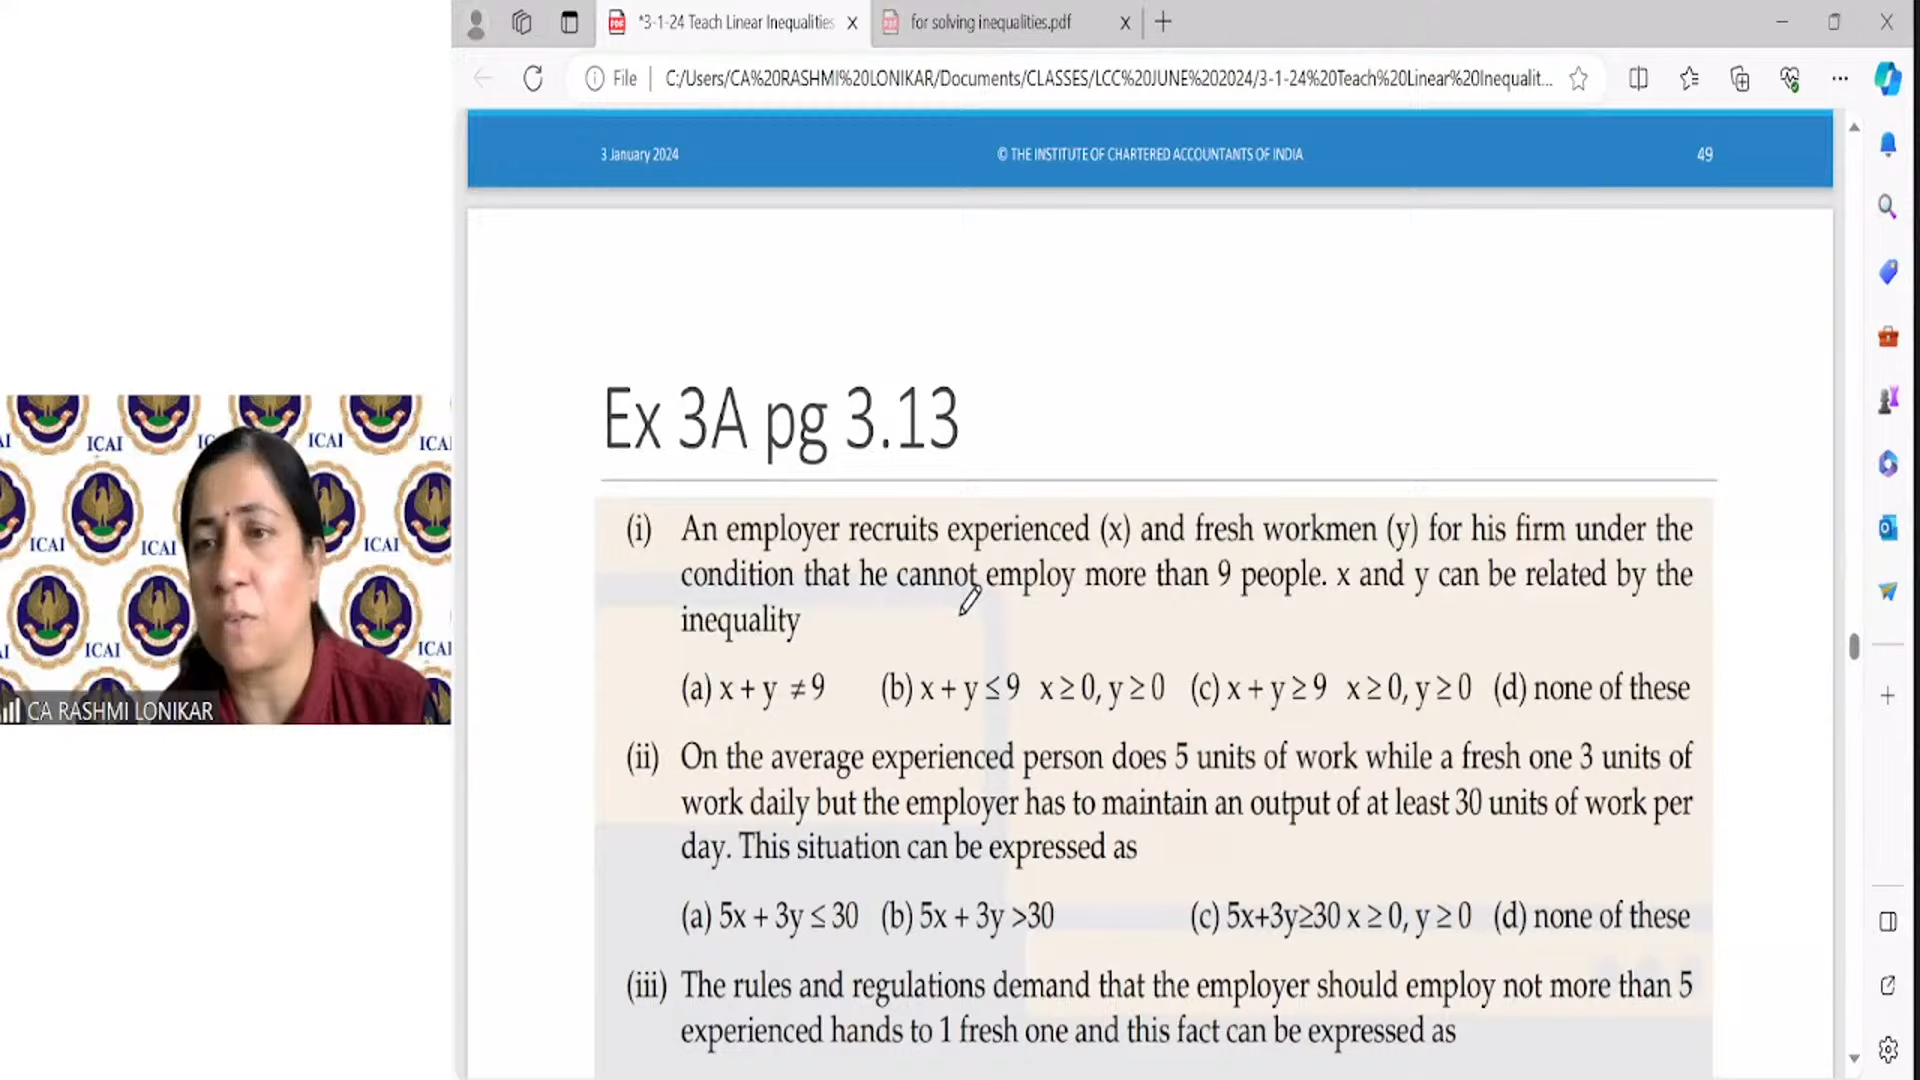 *3-1-24 Teach Linear Inequalities
for solving inequalities.pdf
File
C:/Users/CA%20RASHMI%20LONIKAR/Documents/CLASSES/LCC%20JUNE%202024/3-1-24%20Teach%20Linear%20Inequalit...
3 January 2024
© THE INSTITUTE OF CHARTERED ACCOUNTANTS OF INDIA
49
Ex 3A pg 3.13
(i) An employer recruits experienced (x) and fresh workmen (y) for his firm under the
condition that he cannot employ more than 9 people. x and y can be related by the
inequality
(a) x + y ≠ 9 (b) x + y ≤ 9 x ≥ 0, y ≥ 0 (c) x + y ≥ 9 x ≥ 0, y ≥ 0 (d) none of these
(ii) On the average experienced person does 5 units of work while a fresh one 3 units of
work daily but the employer has to maintain an output of at least 30 units of work per
day. This situation can be expressed as
(a) 5x + 3y ≤ 30 (b) 5x + 3y >30 (c) 5x+3y≥30 x ≥ 0, y ≥ 0 (d) none of these
(iii) The rules and regulations demand that the employer should employ not more than 5
experienced hands to 1 fresh one and this fact can be expressed as
ICAI
ICAI
ICAI
ICAI
ICAI
ICAI
ICAI
CA RASHMI LONIKAR